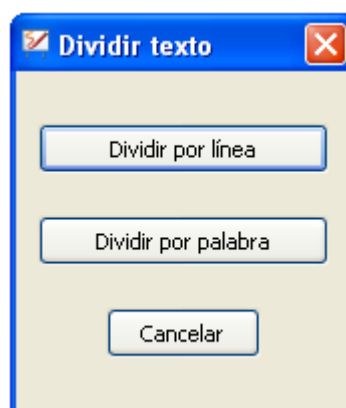 Dividir texto
Dividir por línea
Dividir por palabra
Cancelar